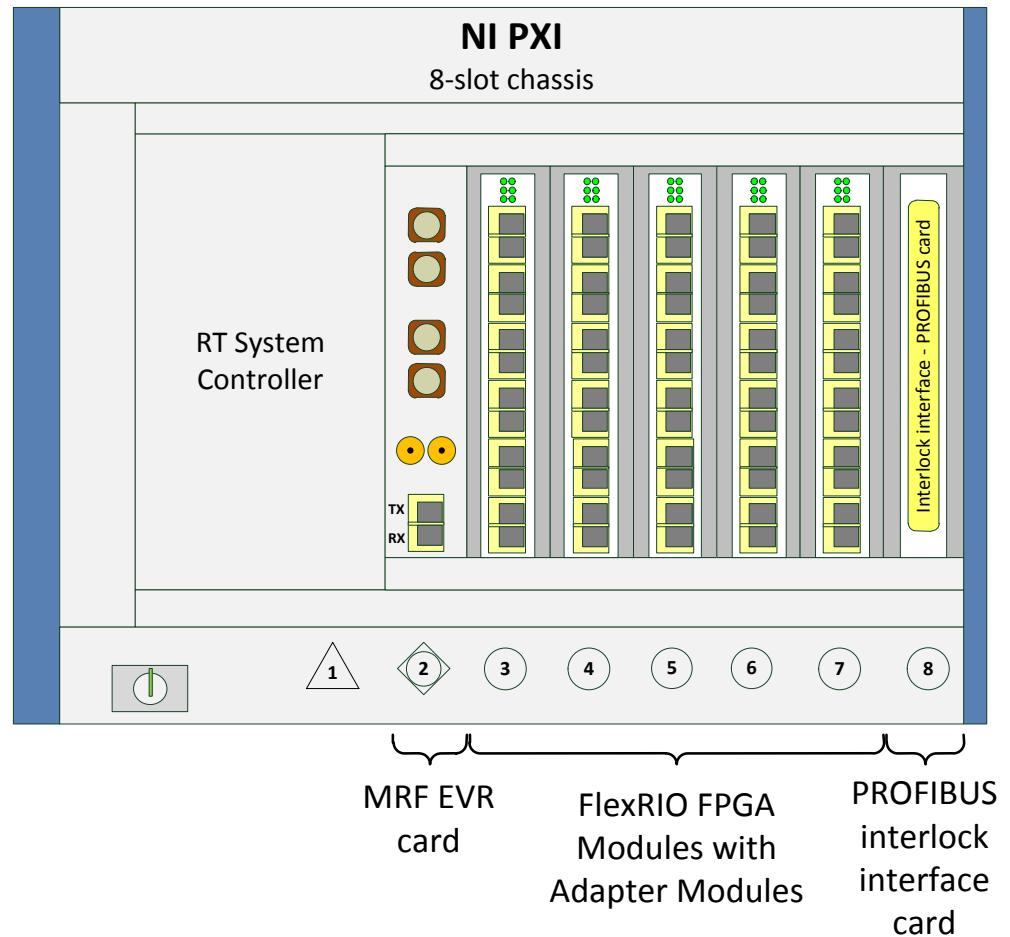 NI PXI
8-slot chassis
RT System
Controller
TX
RX
Interlock interface - PROFIBUS card
1
2
3
4
5
6
7
8
MRF EVR
card
FlexRIO FPGA
Modules with
Adapter Modules
PROFIBUS
interlock
interface
card